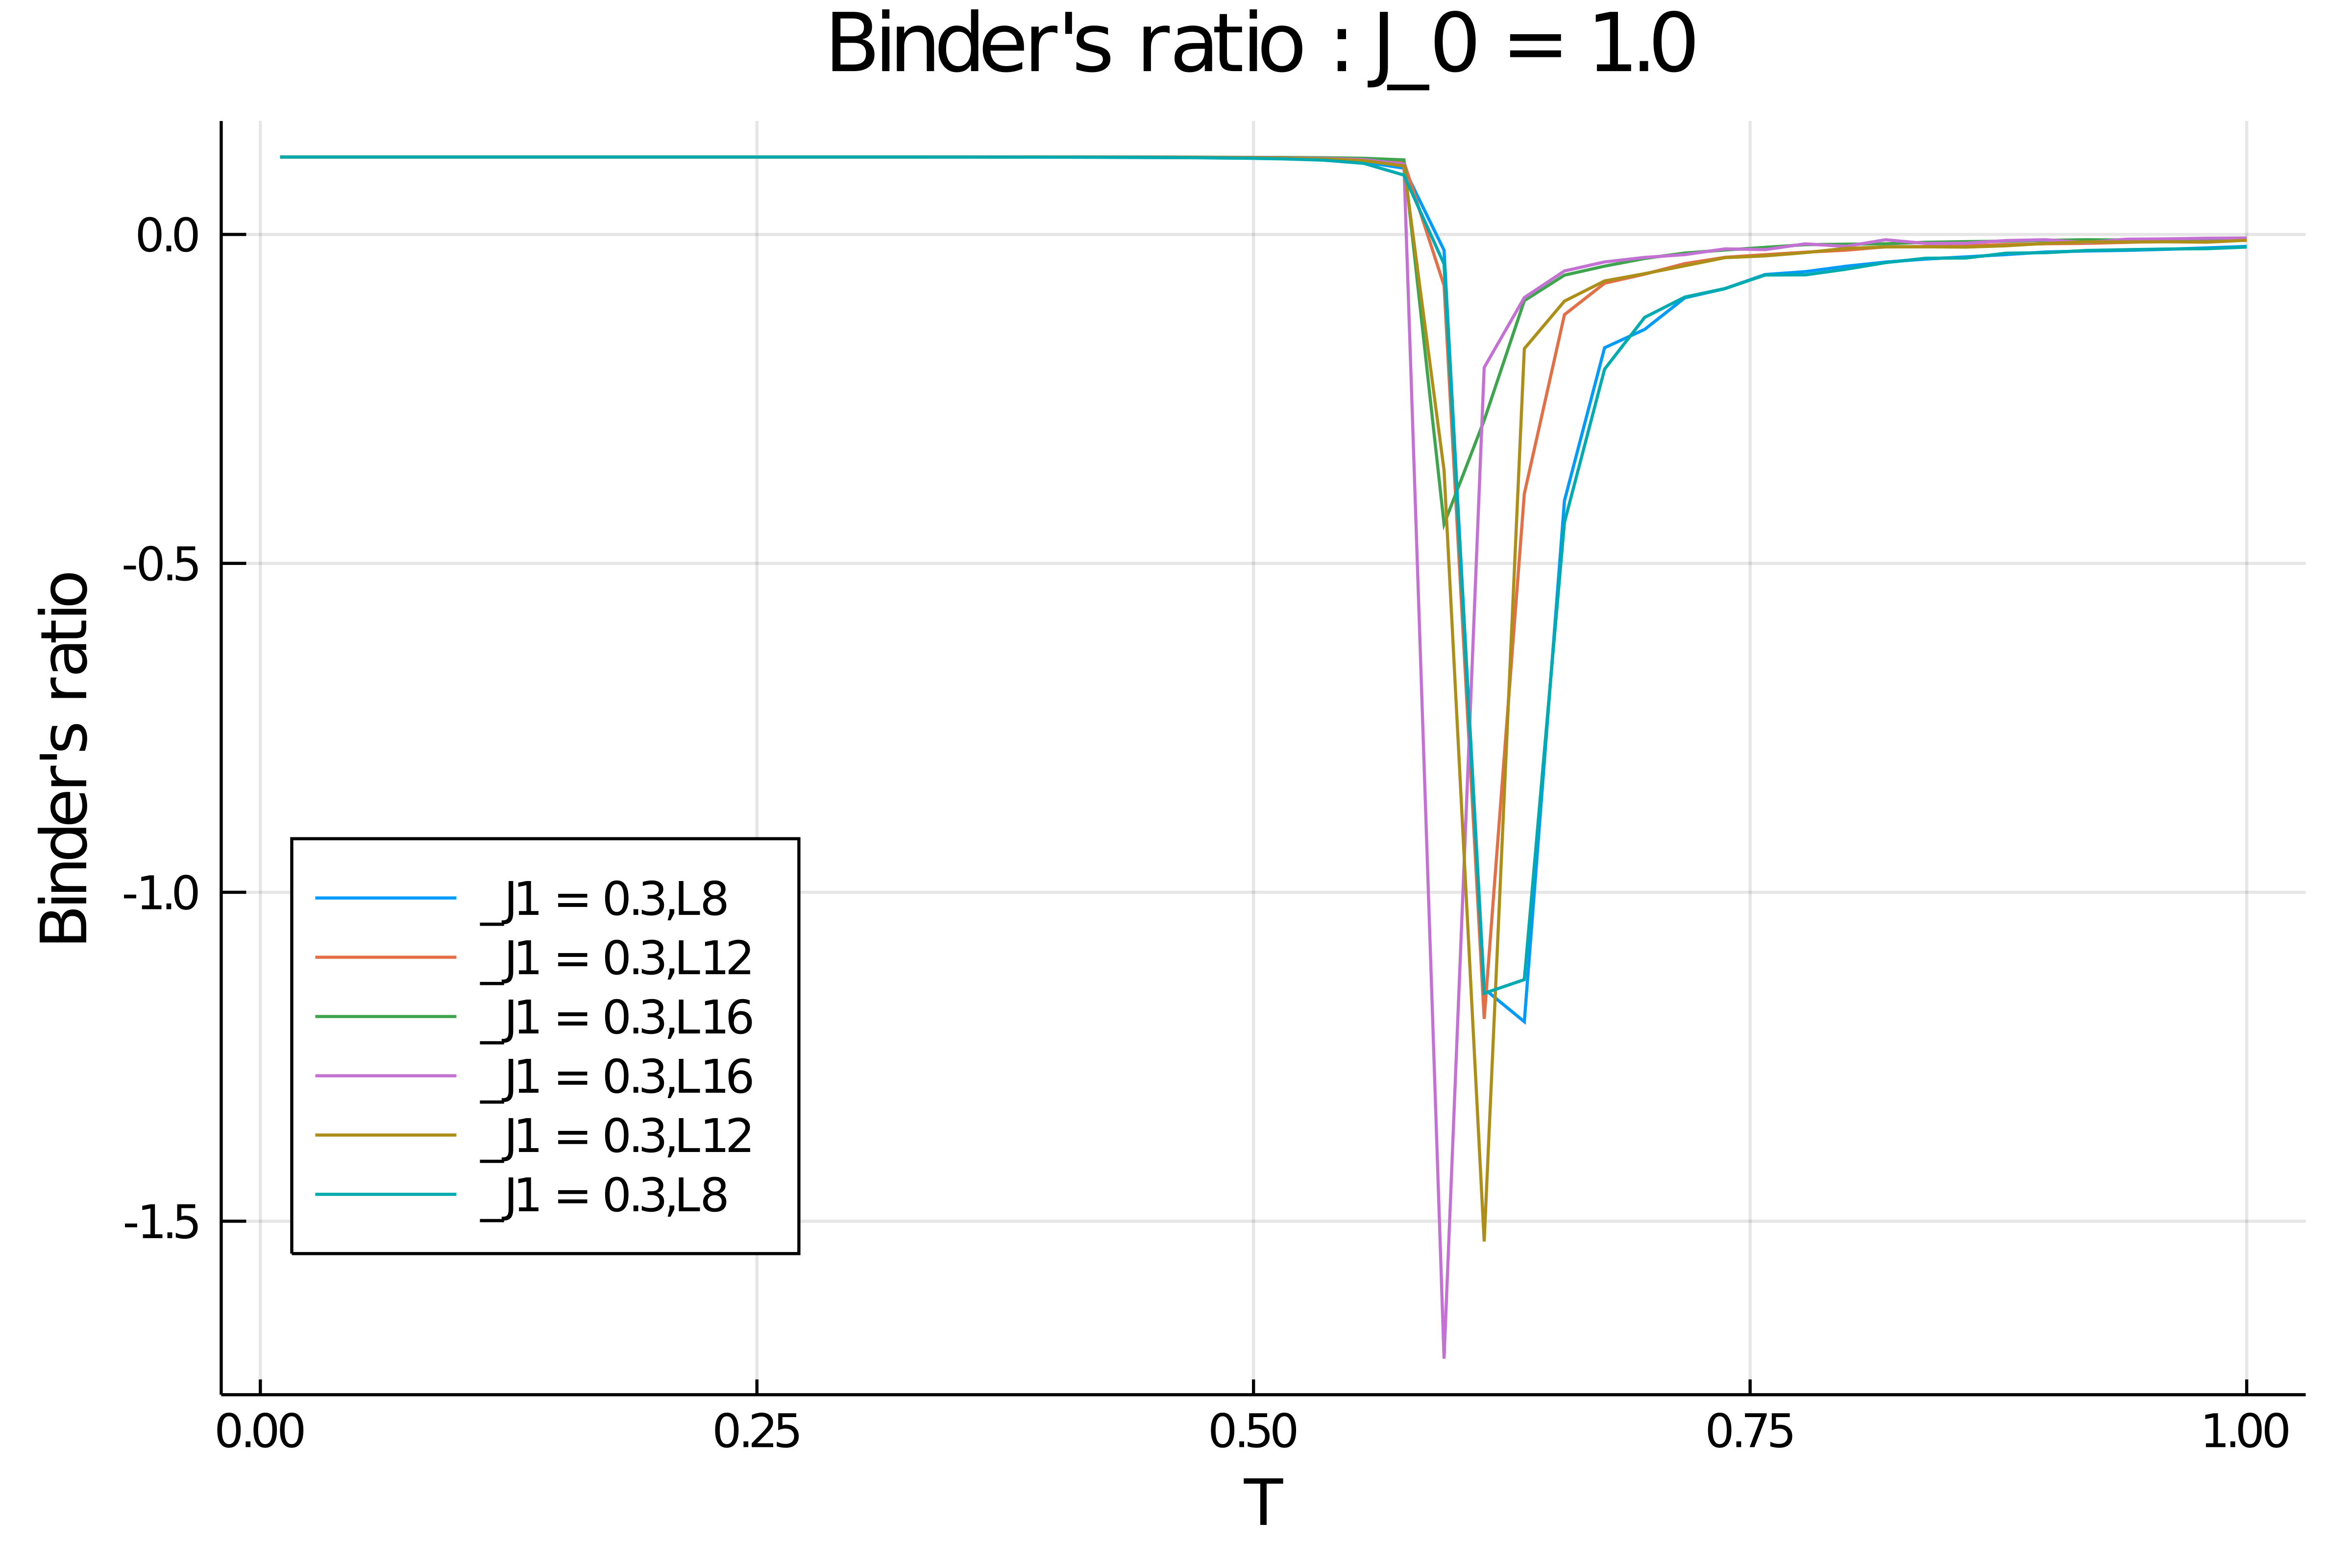 Binder's ratio : J_0 = 1.0
Binder's ratio
0.0
-0.5
-1.0
-1.5
_J1 = 0.3,L8
_J1 = 0.3,L12
_J1 = 0.3,L16
_J1 = 0.3,L16
_J1 = 0.3,L12
_J1 = 0.3,L8
0.00 0.25 0.50 0.75 1.00
T